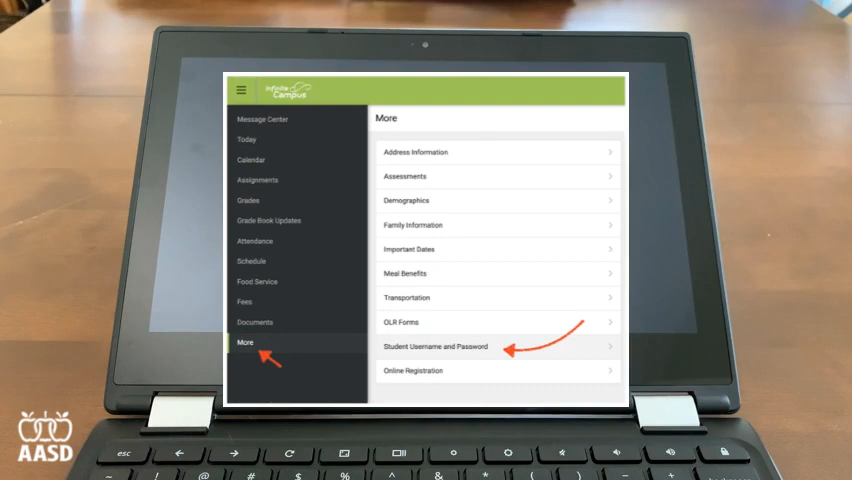 Infinite
Campus
Message Center
Today
Calendar
Assignments
Grades
Grade Book Updates
Attendance
Schedule
Food Service
Fees
Documents
More
More
Address Information
Assessments
Demographics
Family Information
Important Dates
Meal Benefits
Transportation
OLR Forms
Student Username and Password
Online Registration
AASD
esc
~ ! @ # $ % ^ & * ( ) _ +